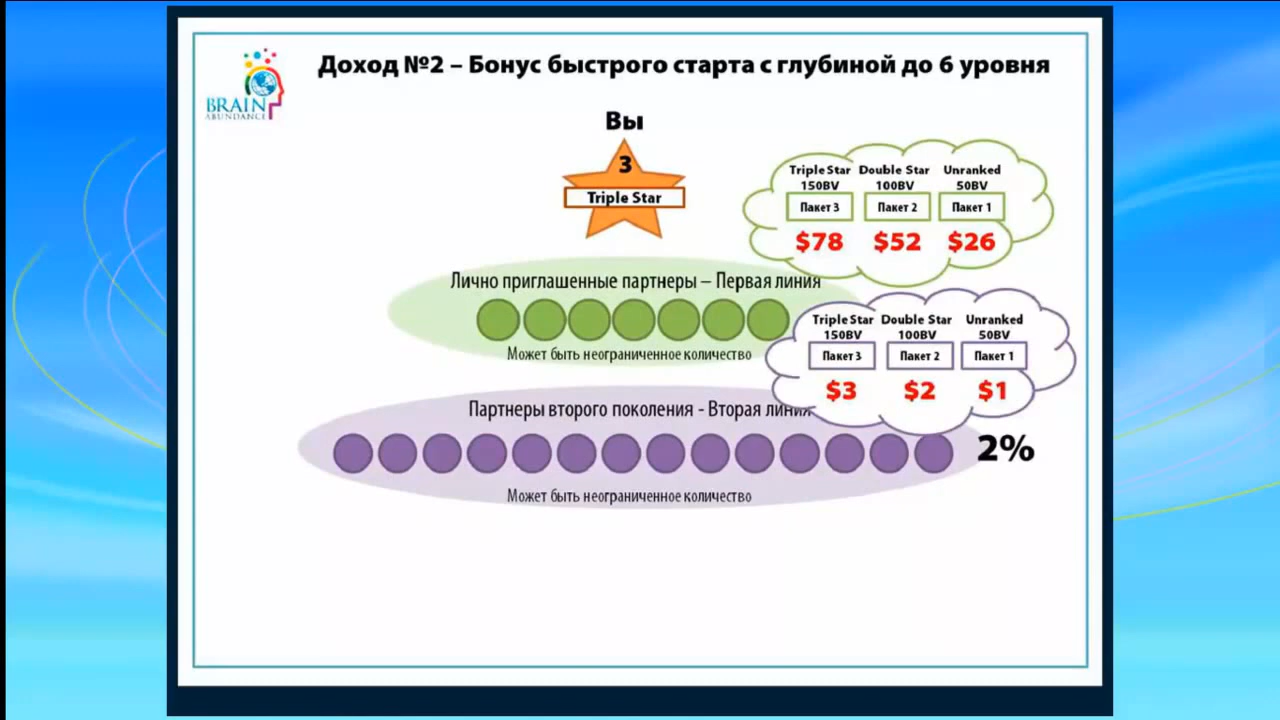 Доход №2 – Бонус быстрого старта с глубиной до 6 уровня
BRAIN
ABUNDANCE
Вы
3
Triple Star
Triple Star Double Star Unranked
150BV 100BV 50BV
Пакет 3 Пакет 2 Пакет 1
$78 $52 $26
Лично приглашенные партнеры – Первая линия
Может быть неограниченное количество
Triple Star Double Star Unranked
150BV 100BV 50BV
Пакет 3 Пакет 2 Пакет 1
$3 $2 $1
Партнеры второго поколения - Вторая линия
2%
Может быть неограниченное количество